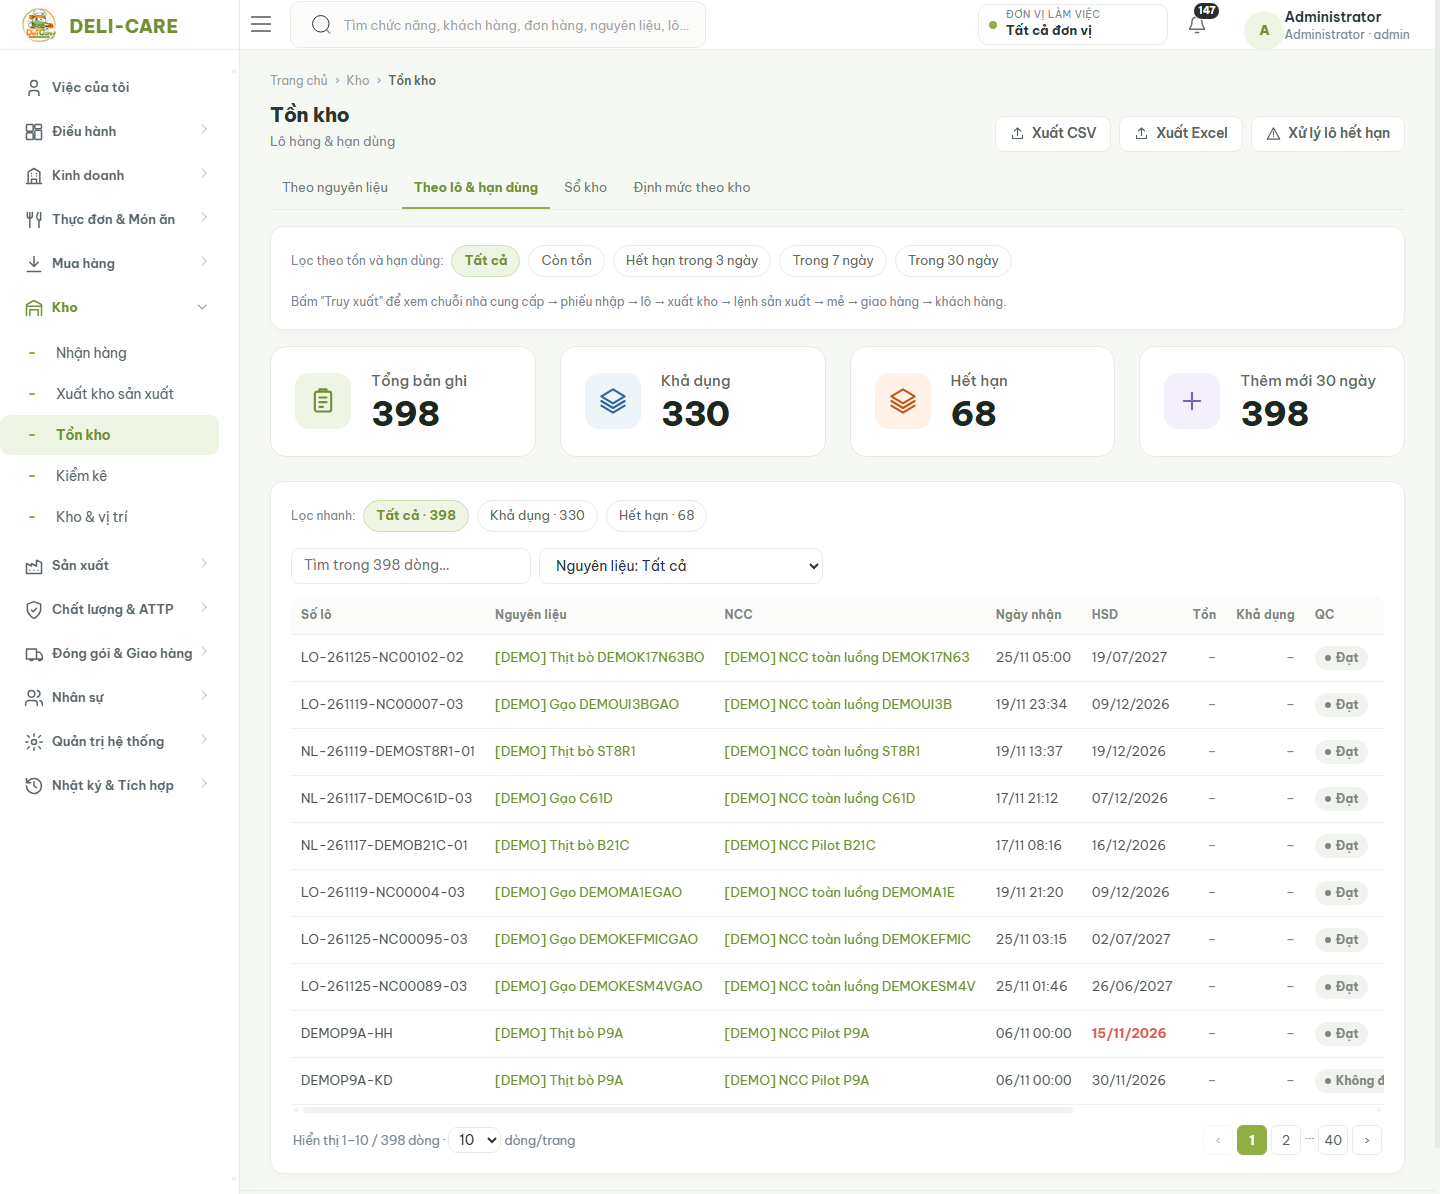 DELI-CARE
Tìm chức năng, khách hàng, đơn hàng, nguyên liệu, lô...
ĐƠN VỊ LÀM VIỆC
Tất cả đơn vị
147
A
Administrator
Administrator · admin
Việc của tôi
Điều hành
Kinh doanh
Thực đơn & Món ăn
Mua hàng
Kho
Nhận hàng
Xuất kho sản xuất
Tồn kho
Kiểm kê
Kho & vị trí
Sản xuất
Chất lượng & ATTP
Đóng gói & Giao hàng
Nhân sự
Quản trị hệ thống
Nhật ký & Tích hợp
Trang chủ › Kho › Tồn kho
Tồn kho
Lô hàng & hạn dùng
Xuất CSV
Xuất Excel
Xử lý lô hết hạn
Theo nguyên liệu
Theo lô & hạn dùng
Sổ kho
Định mức theo kho
Lọc theo tồn và hạn dùng: Tất cả Còn tồn Hết hạn trong 3 ngày Trong 7 ngày Trong 30 ngày
Bấm "Truy xuất" để xem chuỗi nhà cung cấp → phiếu nhập → lô → xuất kho → lệnh sản xuất → mẻ → giao hàng → khách hàng.
Tổng bản ghi
398
Khả dụng
330
Hết hạn
68
Thêm mới 30 ngày
398
Lọc nhanh: Tất cả · 398 Khả dụng · 330 Hết hạn · 68
Tìm trong 398 dòng...
Nguyên liệu: Tất cả
Số lô Nguyên liệu NCC Ngày nhận HSD Tồn Khả dụng QC
LO-261125-NC00102-02 [DEMO] Thịt bò DEMOK17N63BO [DEMO] NCC toàn luồng DEMOK17N63 25/11 05:00 19/07/2027 – – Đạt
LO-261119-NC00007-03 [DEMO] Gạo DEMOUI3BGAO [DEMO] NCC toàn luồng DEMOUI3B 19/11 23:34 09/12/2026 – – Đạt
NL-261119-DEMOST8R1-01 [DEMO] Thịt bò ST8R1 [DEMO] NCC toàn luồng ST8R1 19/11 13:37 19/12/2026 – – Đạt
NL-261117-DEMOC61D-03 [DEMO] Gạo C61D [DEMO] NCC toàn luồng C61D 17/11 21:12 07/12/2026 – – Đạt
NL-261117-DEMOB21C-01 [DEMO] Thịt bò B21C [DEMO] NCC Pilot B21C 17/11 08:16 16/12/2026 – – Đạt
LO-261119-NC00004-03 [DEMO] Gạo DEMOMA1EGAO [DEMO] NCC toàn luồng DEMOMA1E 19/11 21:20 09/12/2026 – – Đạt
LO-261125-NC00095-03 [DEMO] Gạo DEMOKEFMICGAO [DEMO] NCC toàn luồng DEMOKEFMIC 25/11 03:15 02/07/2027 – – Đạt
LO-261125-NC00089-03 [DEMO] Gạo DEMOKESM4VGAO [DEMO] NCC toàn luồng DEMOKESM4V 25/11 01:46 26/06/2027 – – Đạt
DEMOP9A-HH [DEMO] Thịt bò P9A [DEMO] NCC Pilot P9A 06/11 00:00 15/11/2026 – – Đạt
DEMOP9A-KD [DEMO] Thịt bò P9A [DEMO] NCC Pilot P9A 06/11 00:00 30/11/2026 – – Không đ
Hiển thị 1–10 / 398 dòng · 10 dòng/trang
‹ 1 2 ... 40 ›